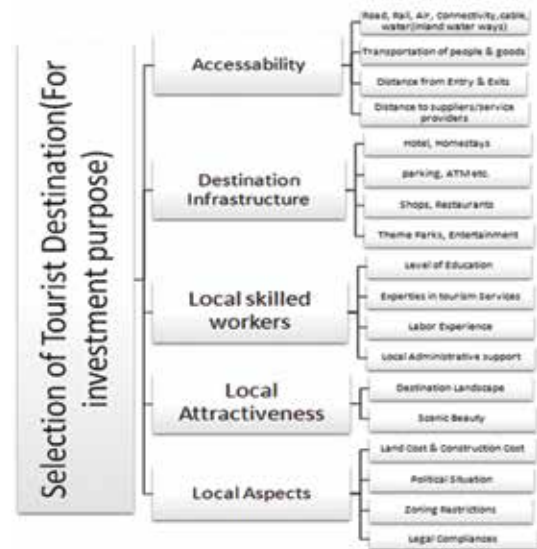 Selection of Tourist Destination(For
investment purpose)
Accessability
Road, Rail, Air, Connectivity,cable,
water(inland water ways)
Transportation of people & goods
Distance from Entry & Exits
Distance to suppliers/service
providers
Destination
Infrastructure
Hotel, Homestays
parking, ATM etc.
Shops, Restaurants
Theme Parks, Entertainment
Local skilled
workers
Level of Education
Experties in tourism Services
Labor Experience
Local Administrative support
Local
Attractiveness
Destination Landscape
Scenic Beauty
Local Aspects
Land Cost & Construction Cost
Political Situation
Zoning Restrictions
Legal Compliances